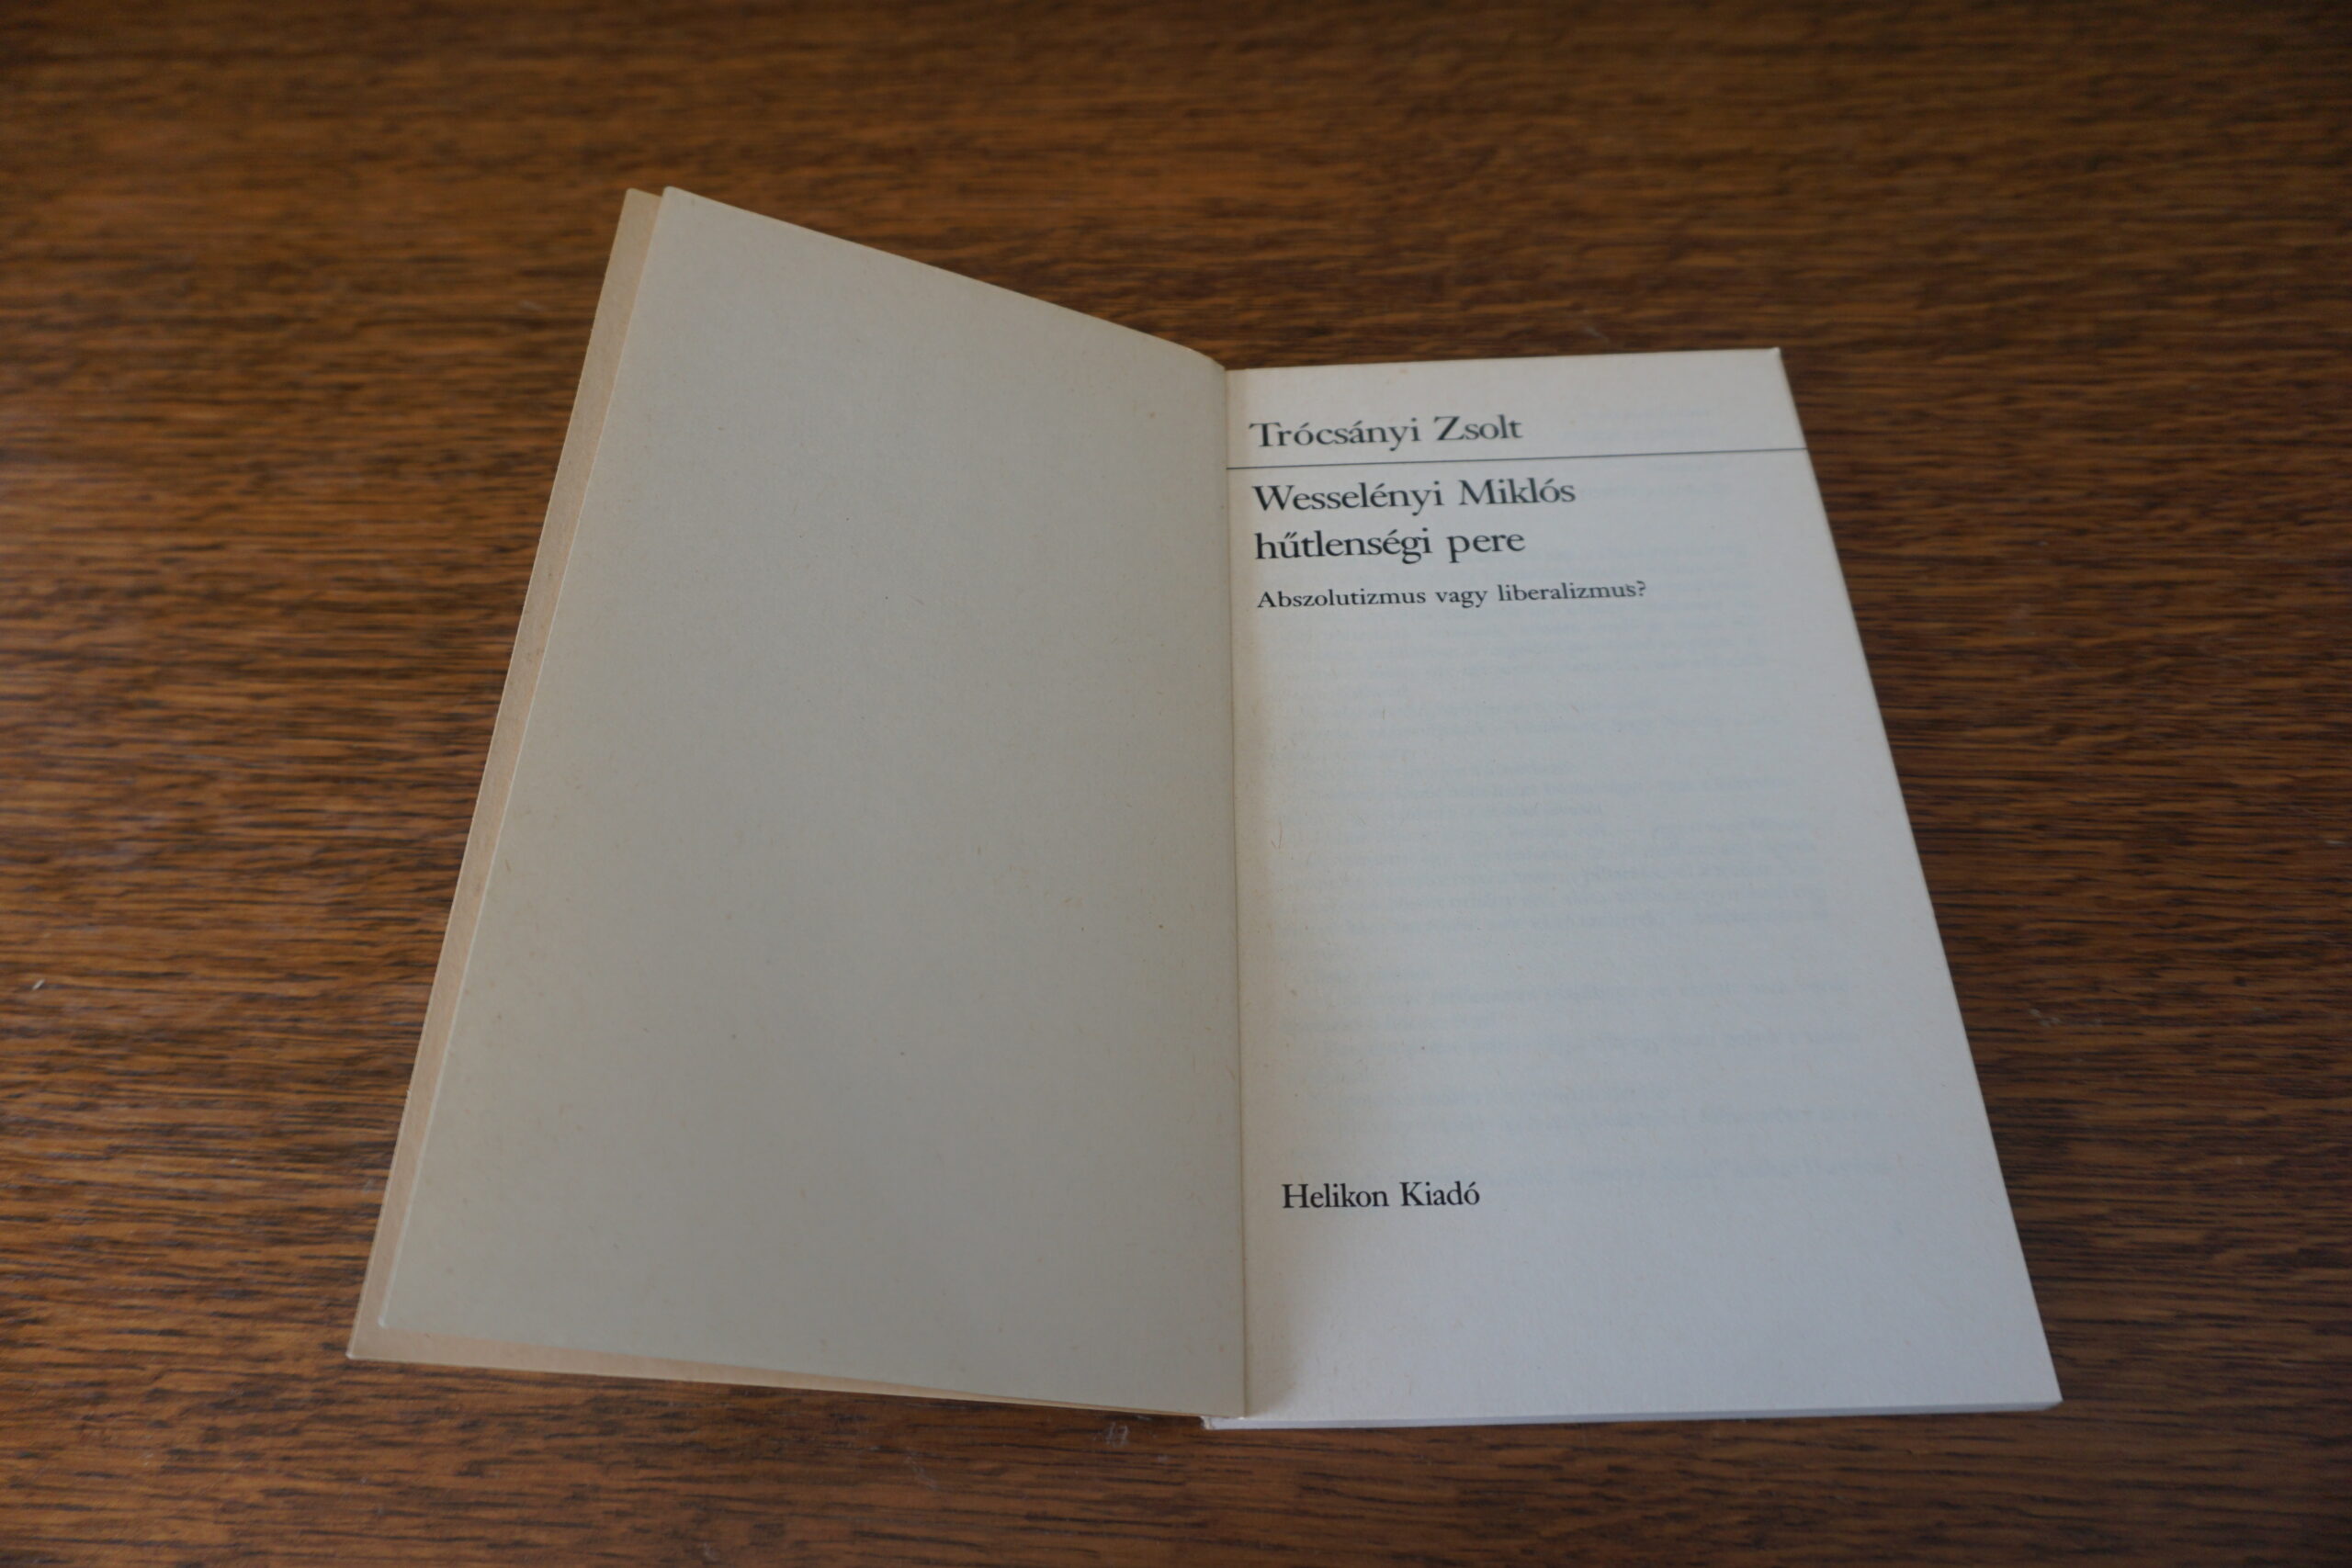 Trócsányi Zsolt
Wesselényi Miklós
hűtlenségi pere
Abszolutizmus vagy liberalizmus?
Helikon Kiadó